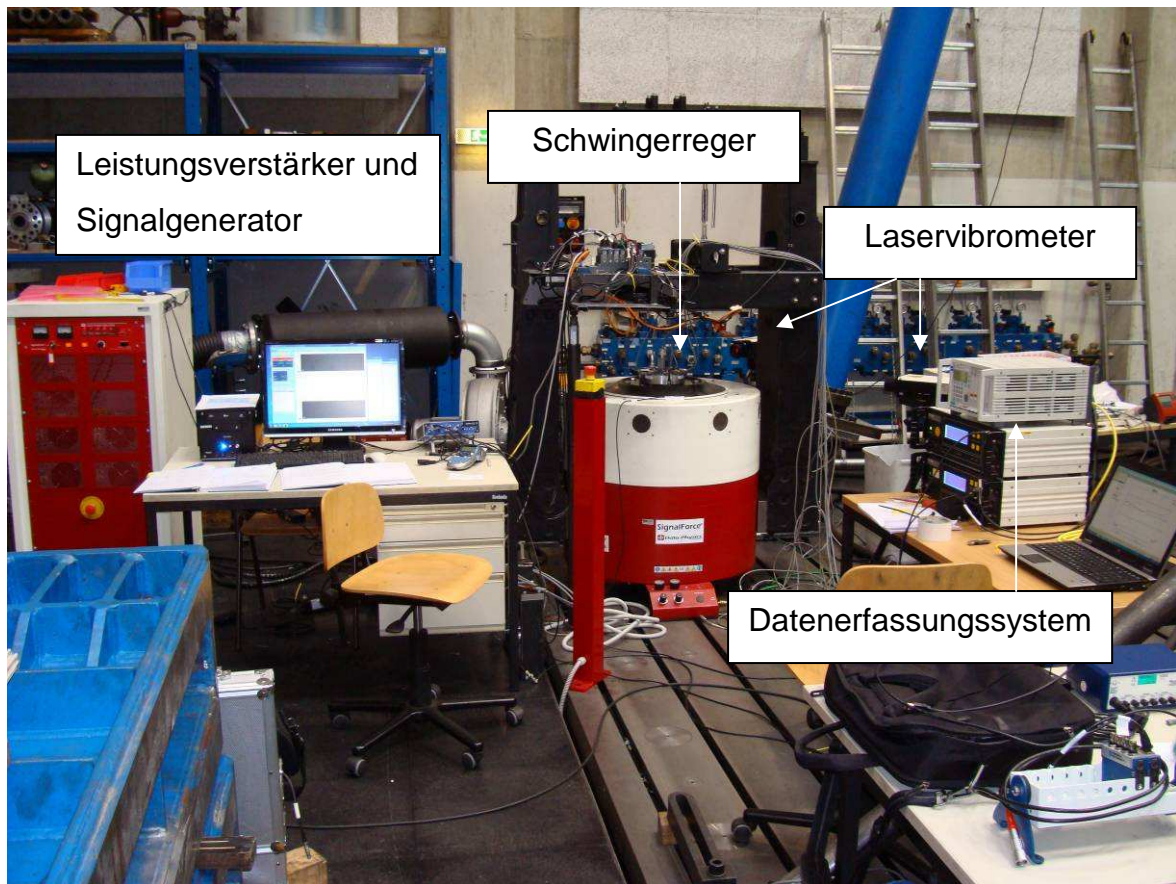 Leistungsverstärker und
Signalgenerator
Schwingerreger
Laservibrometer
SignalForce
Datenerfassungssystem